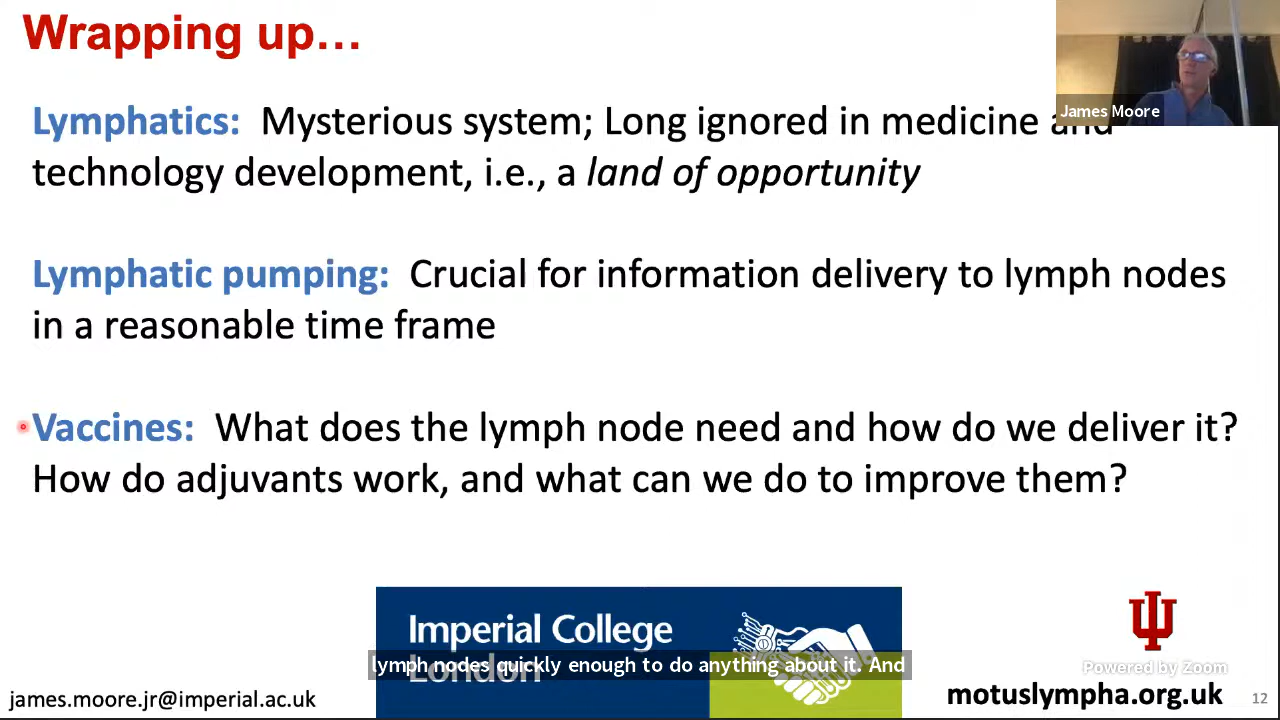 Wrapping up…
James Moore
Lymphatics: Mysterious system; Long ignored in medicine and
technology development, i.e., a land of opportunity
Lymphatic pumping: Crucial for information delivery to lymph nodes
in a reasonable time frame
Vaccines: What does the lymph node need and how do we deliver it?
How do adjuvants work, and what can we do to improve them?
Imperial College
London
lymph nodes quickly enough to do anything about it. And
Powered by Zoom
james.moore.jr@imperial.ac.uk
motuslympha.org.uk
12